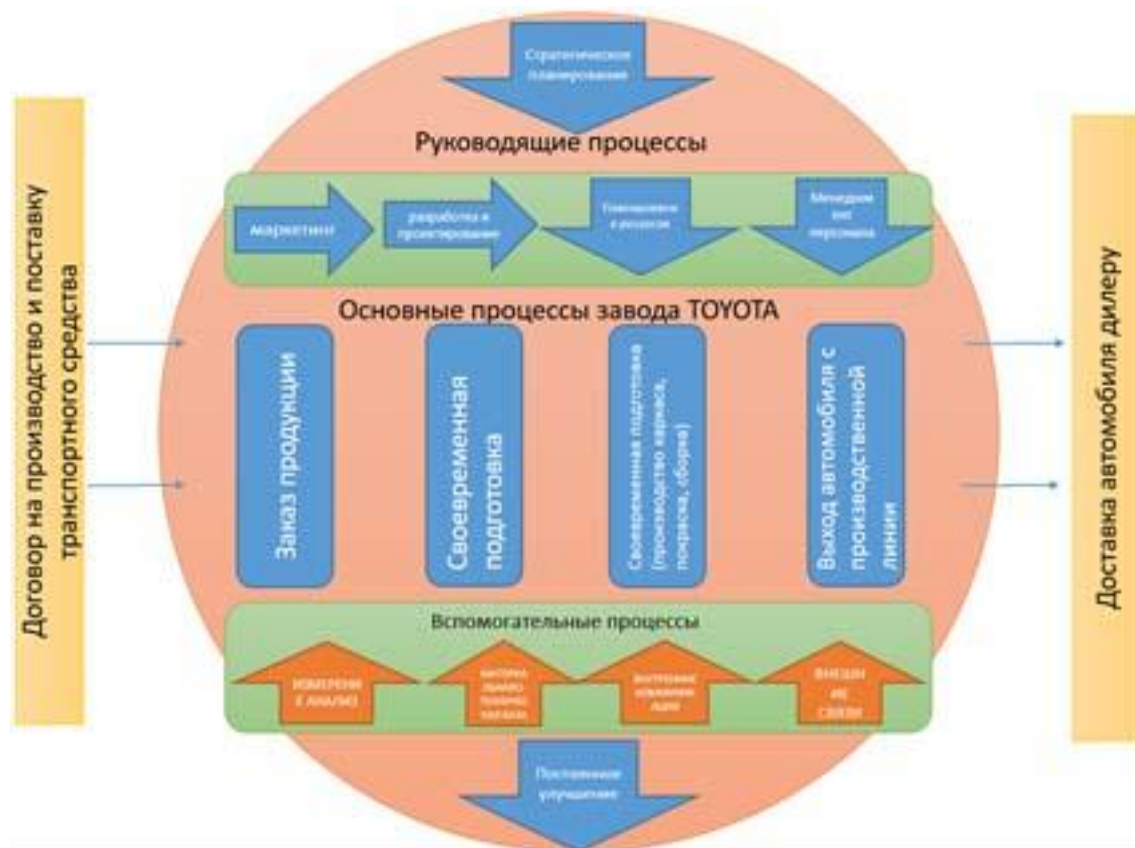 Стратегическое
планирование
Руководящие процессы
маркетинг
разработка и
проектирование
е ресурсов
Менеджм
ент
персонала
Основные процессы завода TOYOTA
Договор на производство и поставку
транспортного средства
Заказ продукции
Своевременная
подготовка
Своевременная подготовка
(производство каркаса,
покраска, сборка)
Выход автомобиля с
производственной
линии
Доставка автомобиля дилеру
Вспомогательные процессы
ИЗМЕРЕНИ
Е АНАЛИЗ
ВНЕШН
ИЕ
СВЯЗИ
Постоянное
улучшение